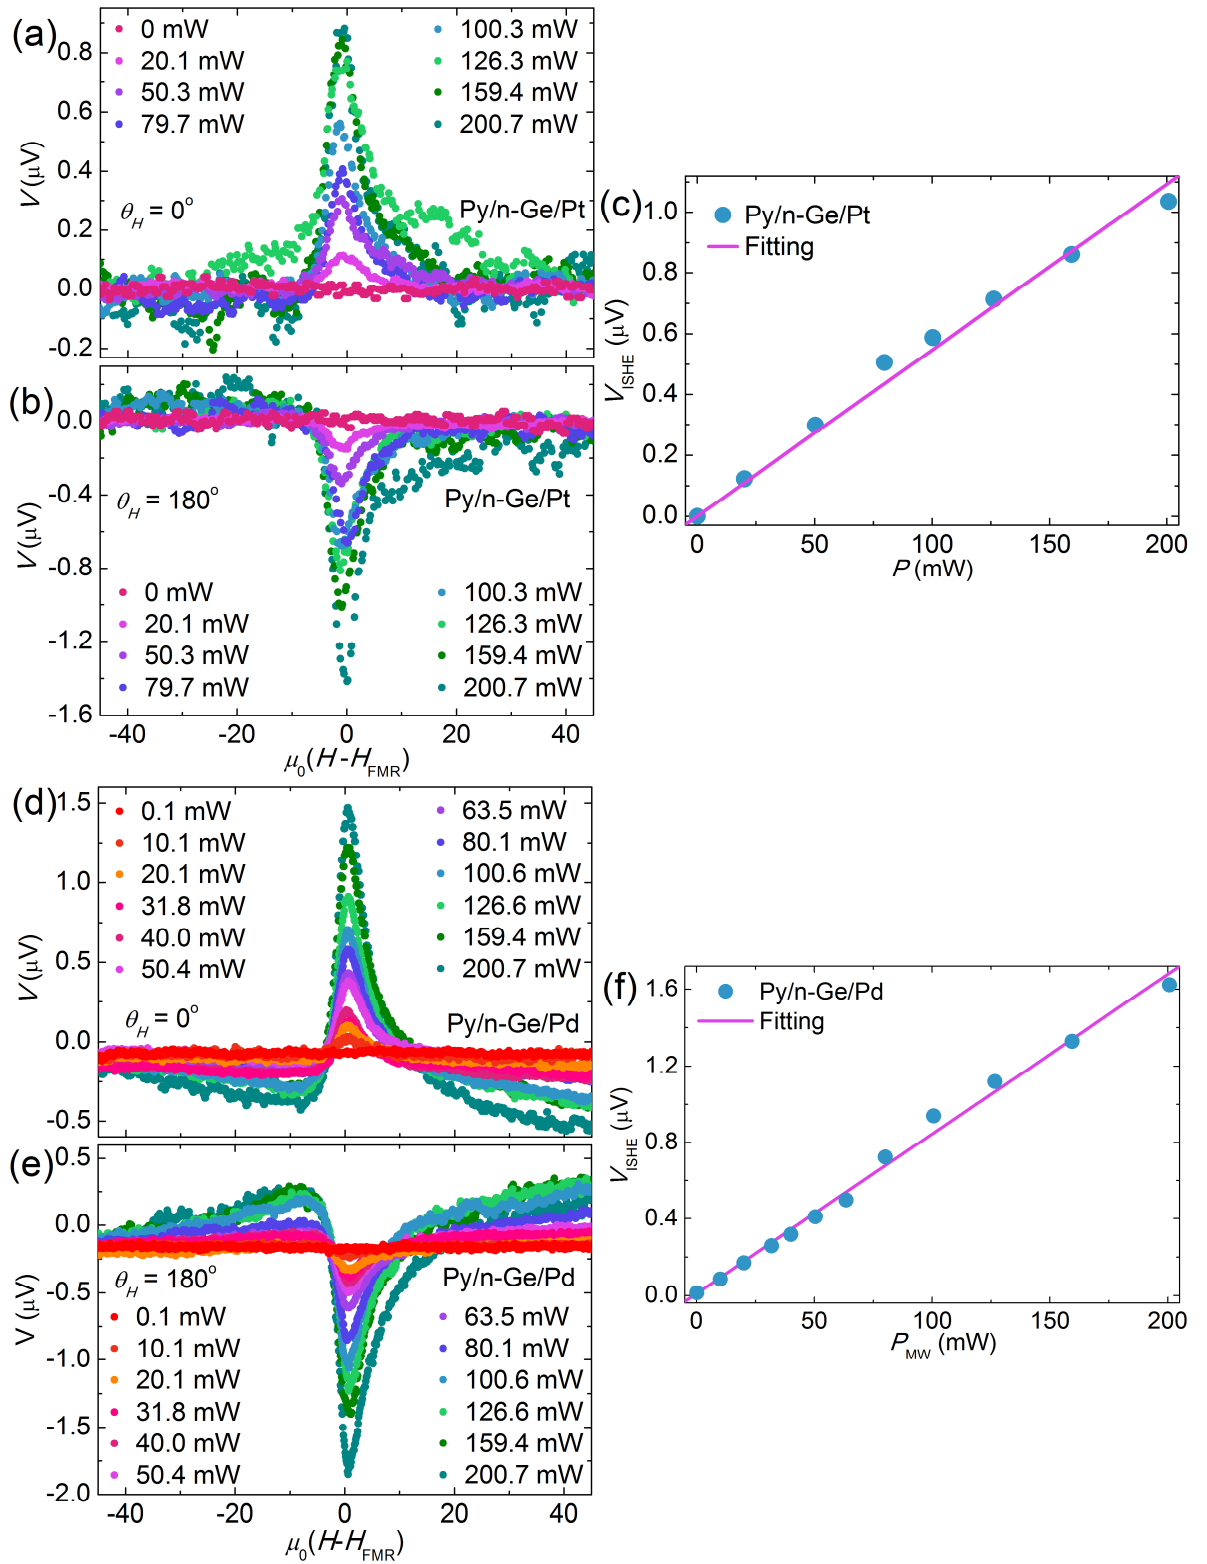 (a)
0 mW
20.1 mW
50.3 mW
79.7 mW
100.3 mW
126.3 mW
159.4 mW
200.7 mW
0.8
0.6
0.4
0.2
0.0
-0.2
V (μV)
θH = 0o
Py/n-Ge/Pt
(b)
0.0
-0.4
-0.8
-1.2
-1.6
V (μV)
θH = 180o
Py/n-Ge/Pt
0 mW
20.1 mW
50.3 mW
79.7 mW
100.3 mW
126.3 mW
159.4 mW
200.7 mW
-40 -20 0 20 40
μ0(H-HFMR)
(c)
Py/n-Ge/Pt
Fitting
1.0
0.8
0.6
0.4
0.2
0.0
VISHE (μV)
0 50 100 150 200
P (mW)
(d)
0.1 mW
10.1 mW
20.1 mW
31.8 mW
40.0 mW
50.4 mW
63.5 mW
80.1 mW
100.6 mW
126.6 mW
159.4 mW
200.7 mW
1.5
1.0
0.5
0.0
-0.5
V (μV)
θH = 0o
Py/n-Ge/Pd
(e)
0.5
0.0
-0.5
-1.0
-1.5
-2.0
V (μV)
θH = 180o
Py/n-Ge/Pd
0.1 mW
10.1 mW
20.1 mW
31.8 mW
40.0 mW
50.4 mW
63.5 mW
80.1 mW
100.6 mW
126.6 mW
159.4 mW
200.7 mW
-40 -20 0 20 40
μ0(H-HFMR)
(f)
Py/n-Ge/Pd
Fitting
1.6
1.2
0.8
0.4
0.0
VISHE (μV)
0 50 100 150 200
PMW (mW)